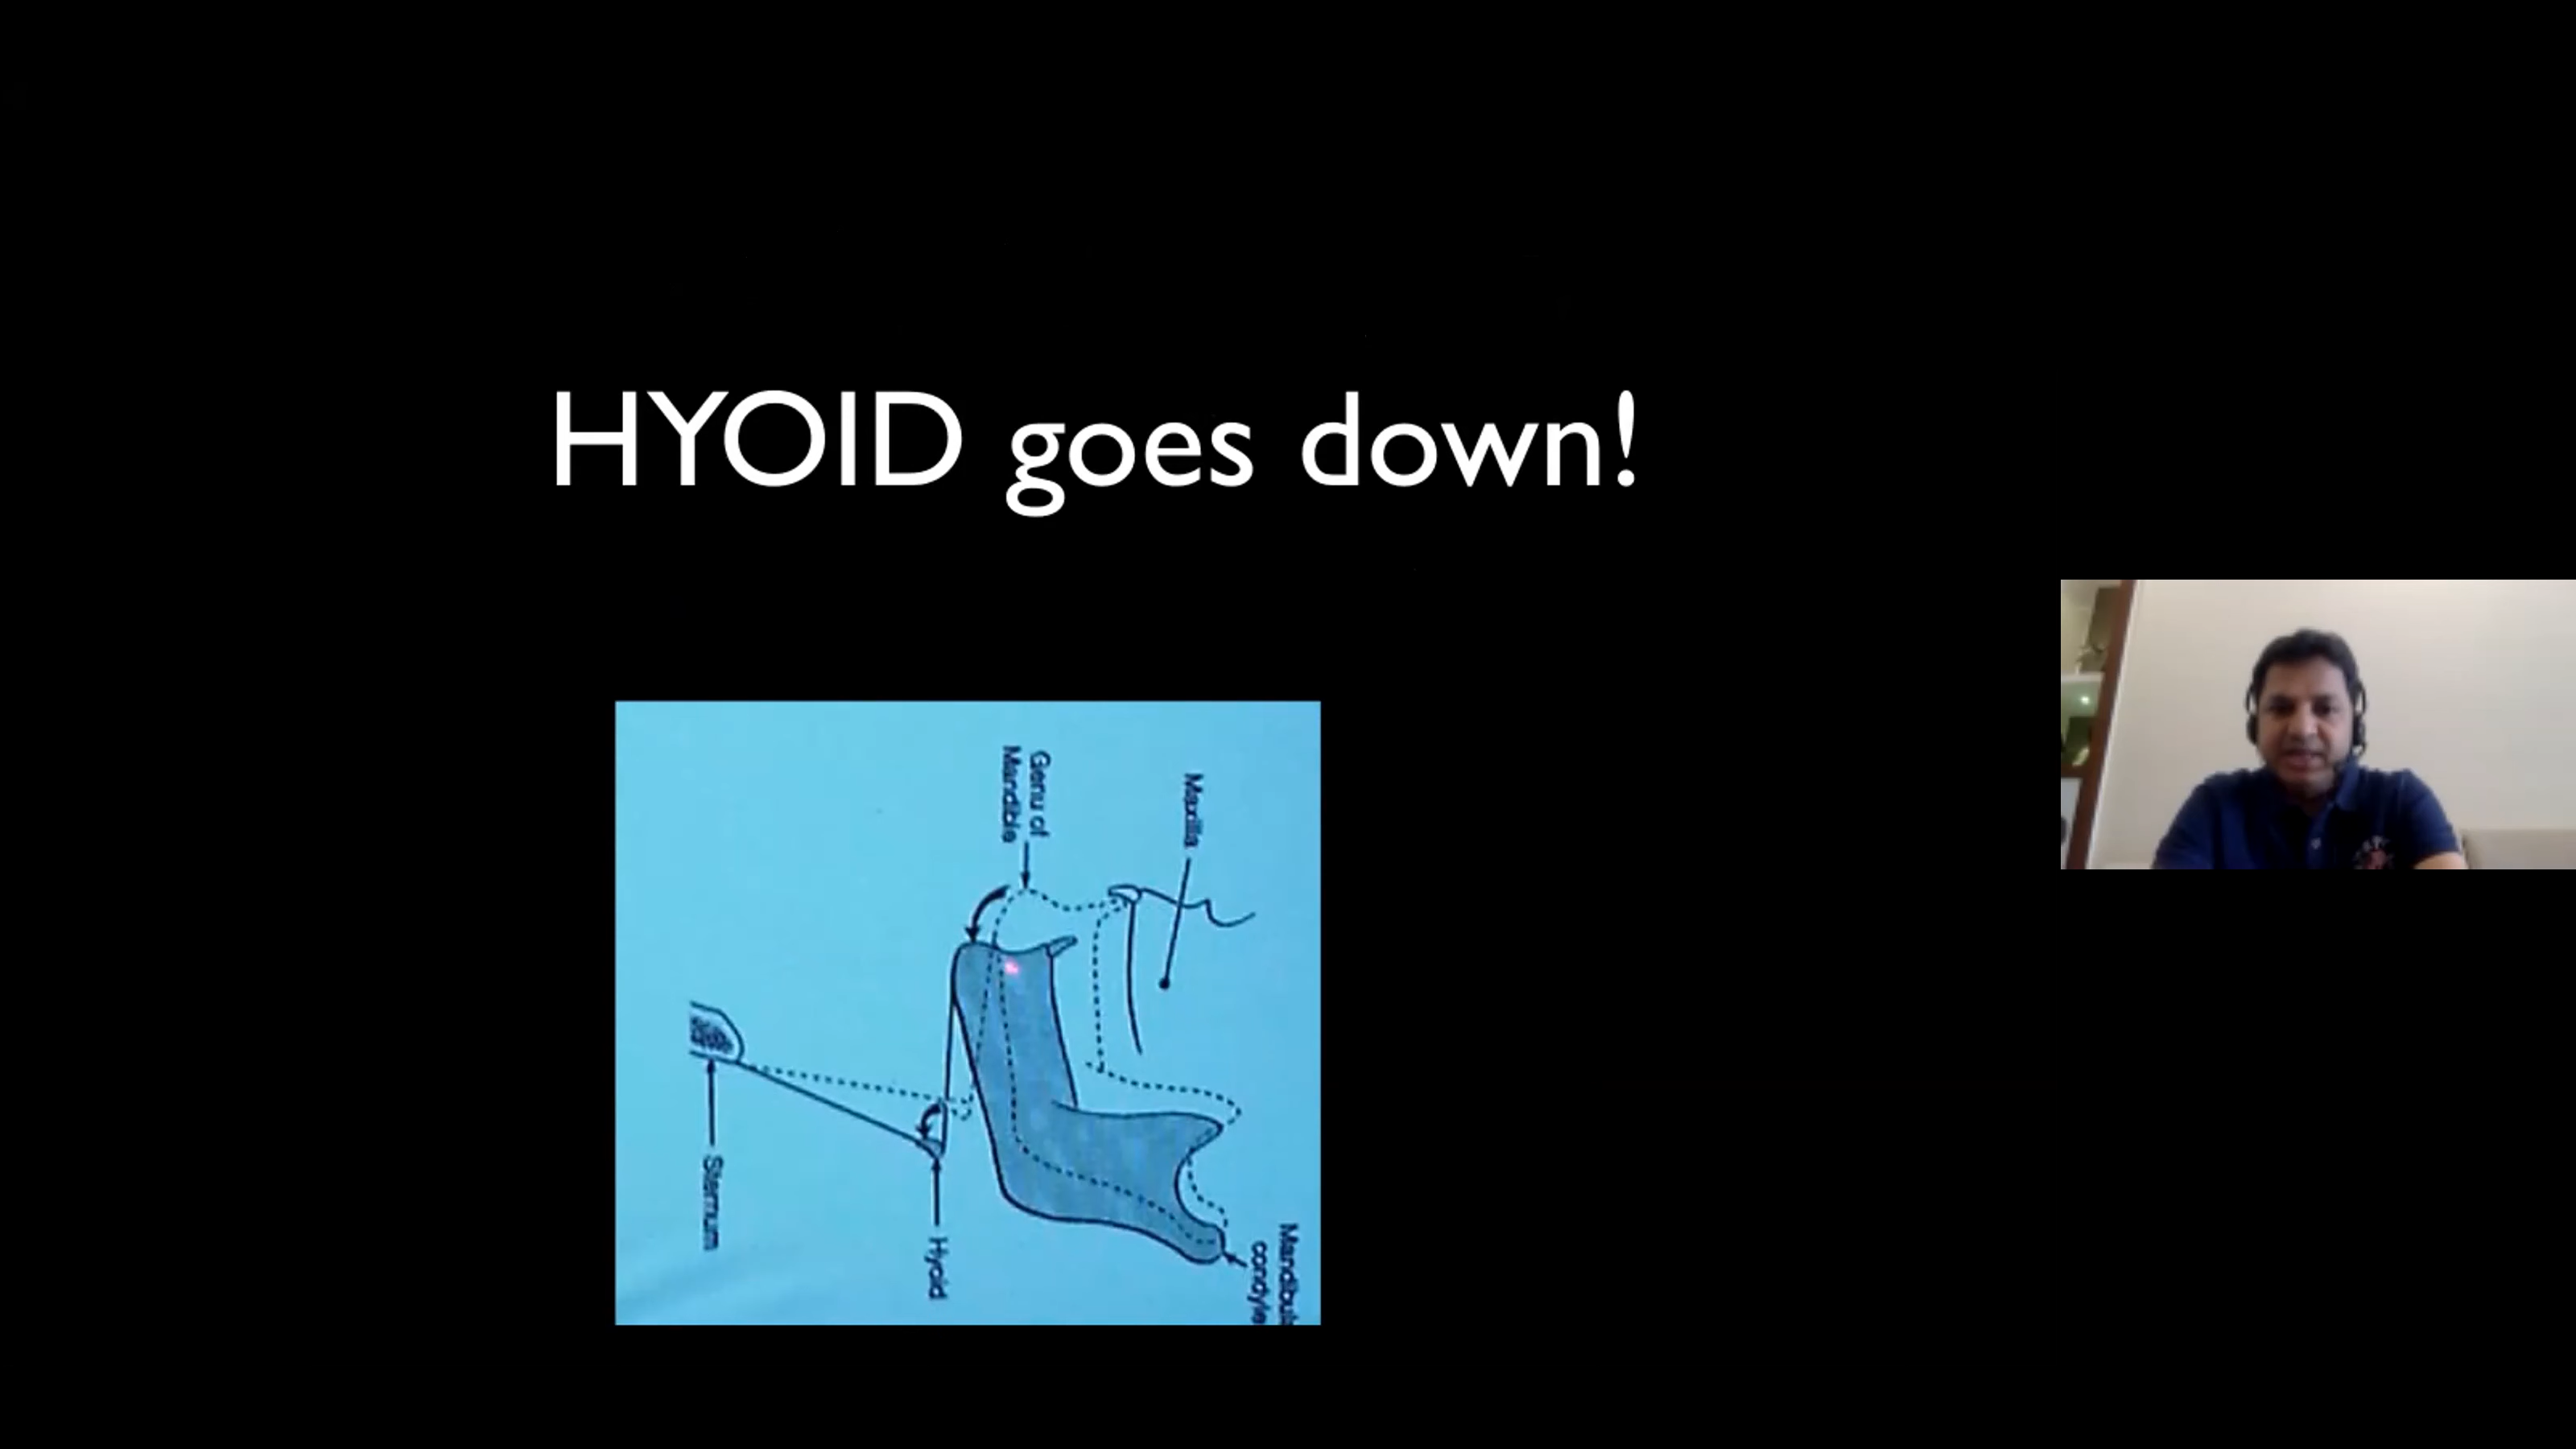 HYOID goes down!
Genu of
Mandible
Maxilla
Sternum
Hyoid
condyle